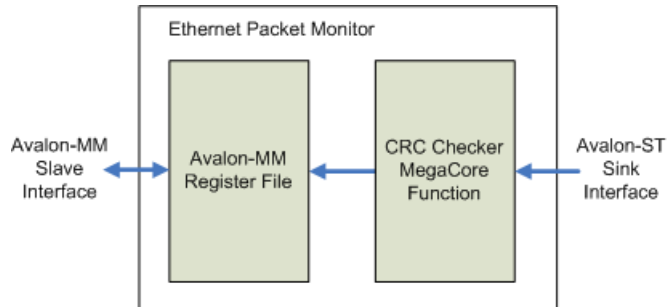 Ethernet Packet Monitor
Avalon-MM
Slave
Interface
Avalon-MM
Register File
CRC Checker
MegaCore
Function
Avalon-ST
Sink
Interface